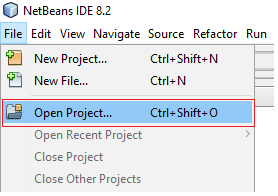 NetBeans IDE 8.2
File Edit View Navigate Source Refactor Run
New Project... Ctrl+Shift+N
New File... Ctrl+N
Open Project... Ctrl+Shift+O
Open Recent Project
Close Project
Close Other Projects